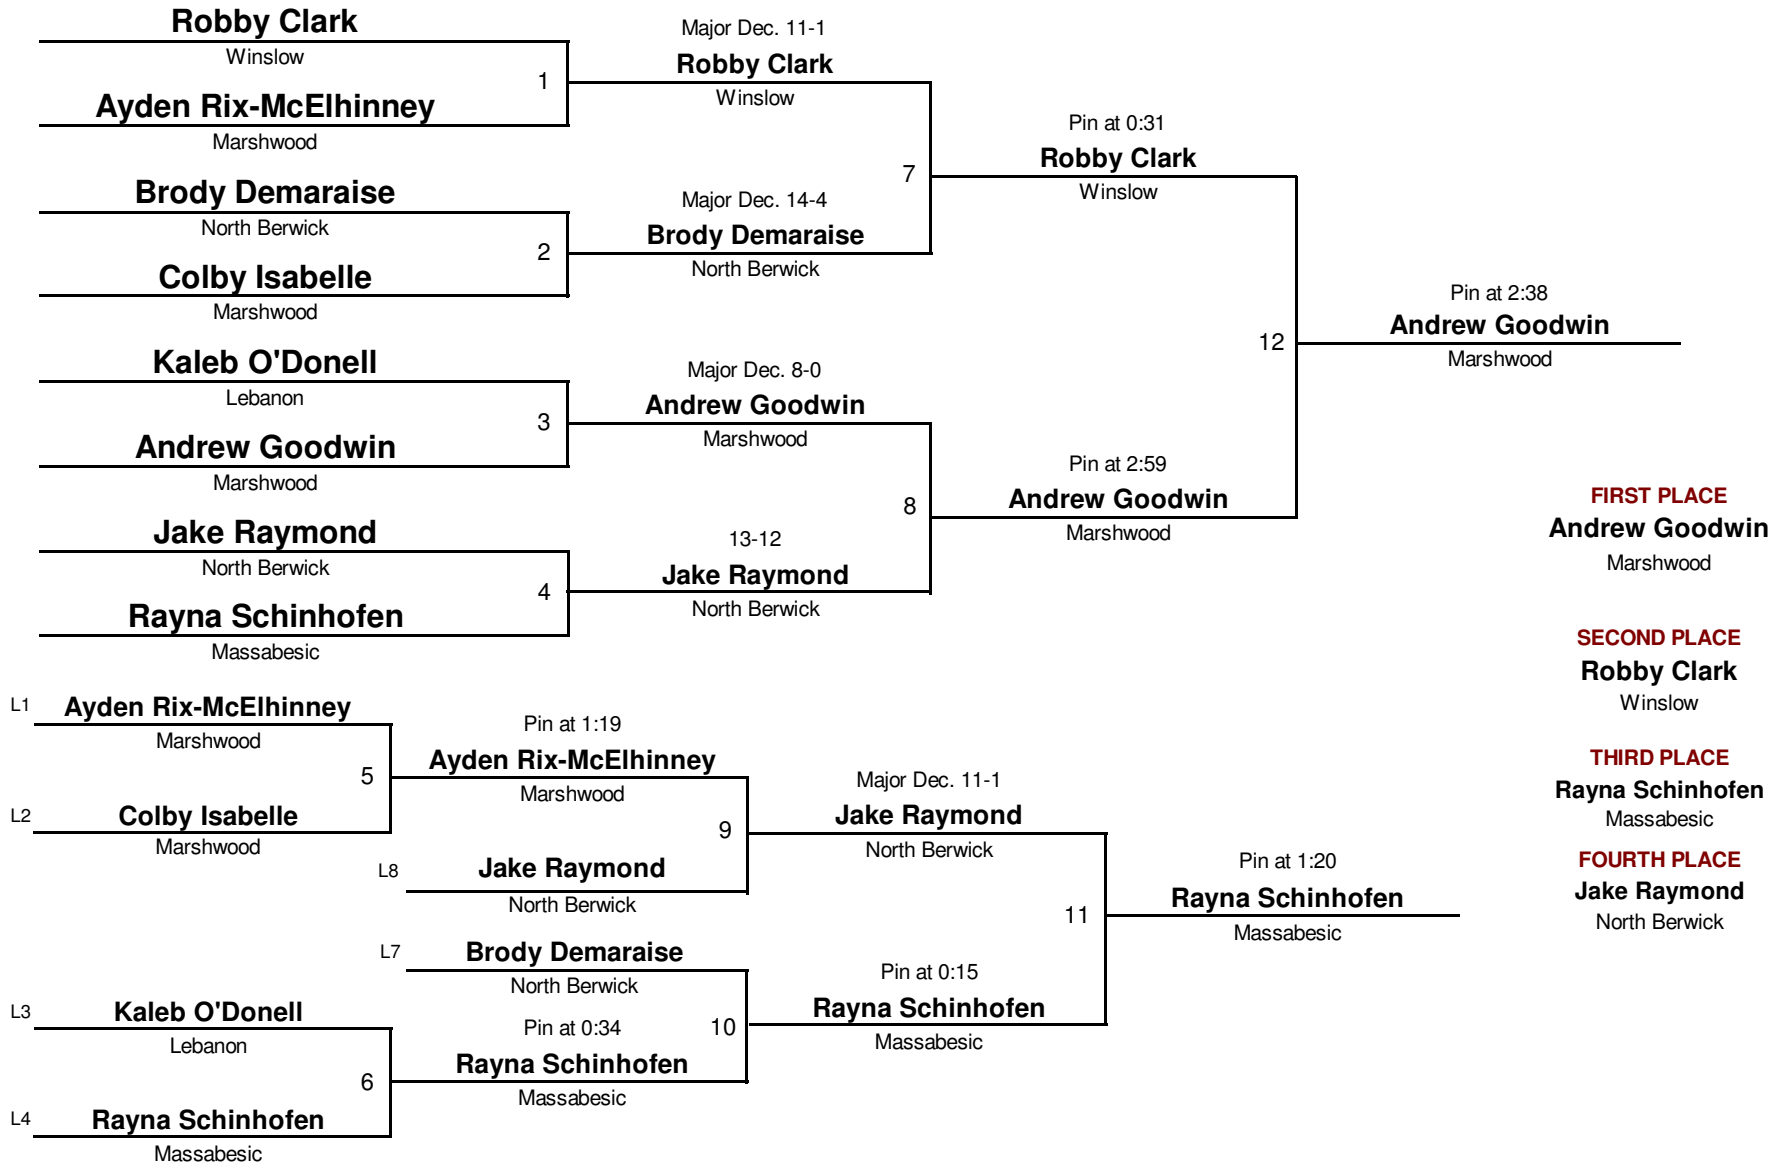 Robby Clark
Winslow
1
Ayden Rix-McElhinney
Marshwood
Brody Demaraise
North Berwick
2
Colby Isabelle
Marshwood
Kaleb O'Donell
Lebanon
3
Andrew Goodwin
Marshwood
Jake Raymond
North Berwick
4
Rayna Schinhofen
Massabesic
Major Dec. 11-1
Robby Clark
Winslow
7
Major Dec. 14-4
Brody Demaraise
North Berwick
Major Dec. 8-0
Andrew Goodwin
Marshwood
8
13-12
Jake Raymond
North Berwick
Pin at 0:31
Robby Clark
Winslow
12
Pin at 2:59
Andrew Goodwin
Marshwood
Pin at 2:38
Andrew Goodwin
Marshwood
FIRST PLACE
Andrew Goodwin
Marshwood
SECOND PLACE
Robby Clark
Winslow
THIRD PLACE
Rayna Schinhofen
Massabesic
FOURTH PLACE
Jake Raymond
North Berwick
L1 Ayden Rix-McElhinney
Marshwood
5
L2 Colby Isabelle
Marshwood
L3 Kaleb O'Donell
Lebanon
6
L4 Rayna Schinhofen
Massabesic
Pin at 1:19
Ayden Rix-McElhinney
Marshwood
9
L8 Jake Raymond
North Berwick
L7 Brody Demaraise
North Berwick
Pin at 0:34 10
Rayna Schinhofen
Massabesic
Major Dec. 11-1
Jake Raymond
North Berwick
11
Pin at 0:15
Rayna Schinhofen
Massabesic
Pin at 1:20
Rayna Schinhofen
Massabesic